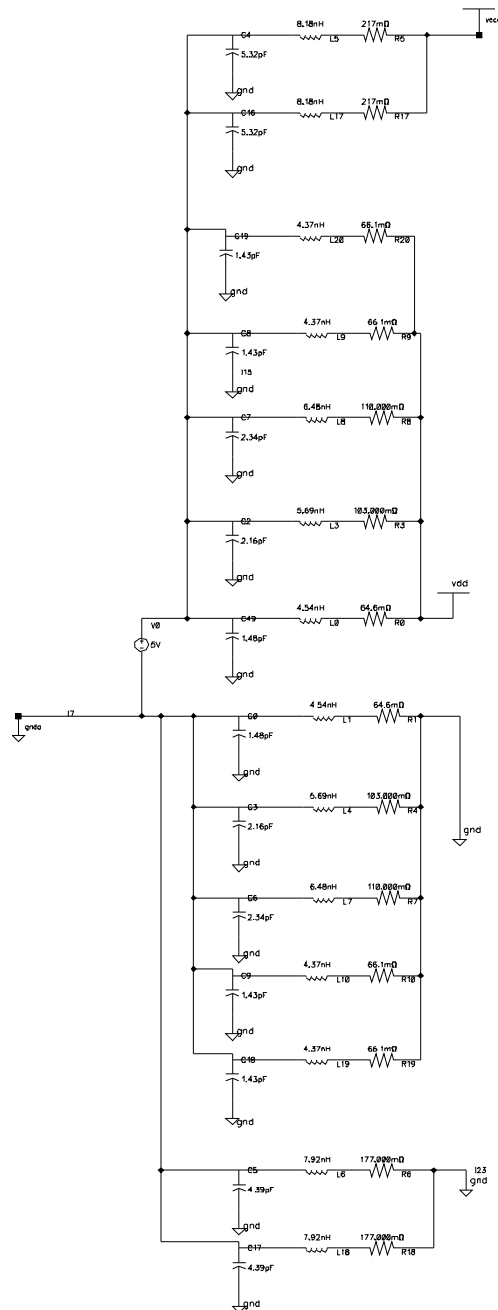 vcc
C4 8.18nH L5 217mΩ R5
5.32pF
gnd
C16 8.18nH L17 217mΩ R17
5.32pF
gnd
C19 4.37nH L20 66.1mΩ R20
1.43pF
gnd
C8 4.37nH L9 66.1mΩ R9
1.43pF
I15
gnd
C7 6.48nH L8 110.000mΩ R8
2.34pF
gnd
C2 5.69nH L3 103.000mΩ R3
2.16pF
gnd
vdd
C49 4.54nH L0 64.6mΩ R0
1.48pF
gnd
V0
5V
I7
gnda
C0 4.54nH L1 64.6mΩ R1
1.48pF
gnd
C3 5.69nH L4 103.000mΩ R4
2.16pF
gnd
gnd
C6 6.48nH L7 110.000mΩ R7
2.34pF
gnd
C9 4.37nH L10 66.1mΩ R10
1.43pF
gnd
C18 4.37nH L19 66.1mΩ R19
1.43pF
gnd
C5 7.92nH L6 177.000mΩ R6
4.39pF
gnd
I23
gnd
C17 7.92nH L18 177.000mΩ R18
4.39pF
gnd